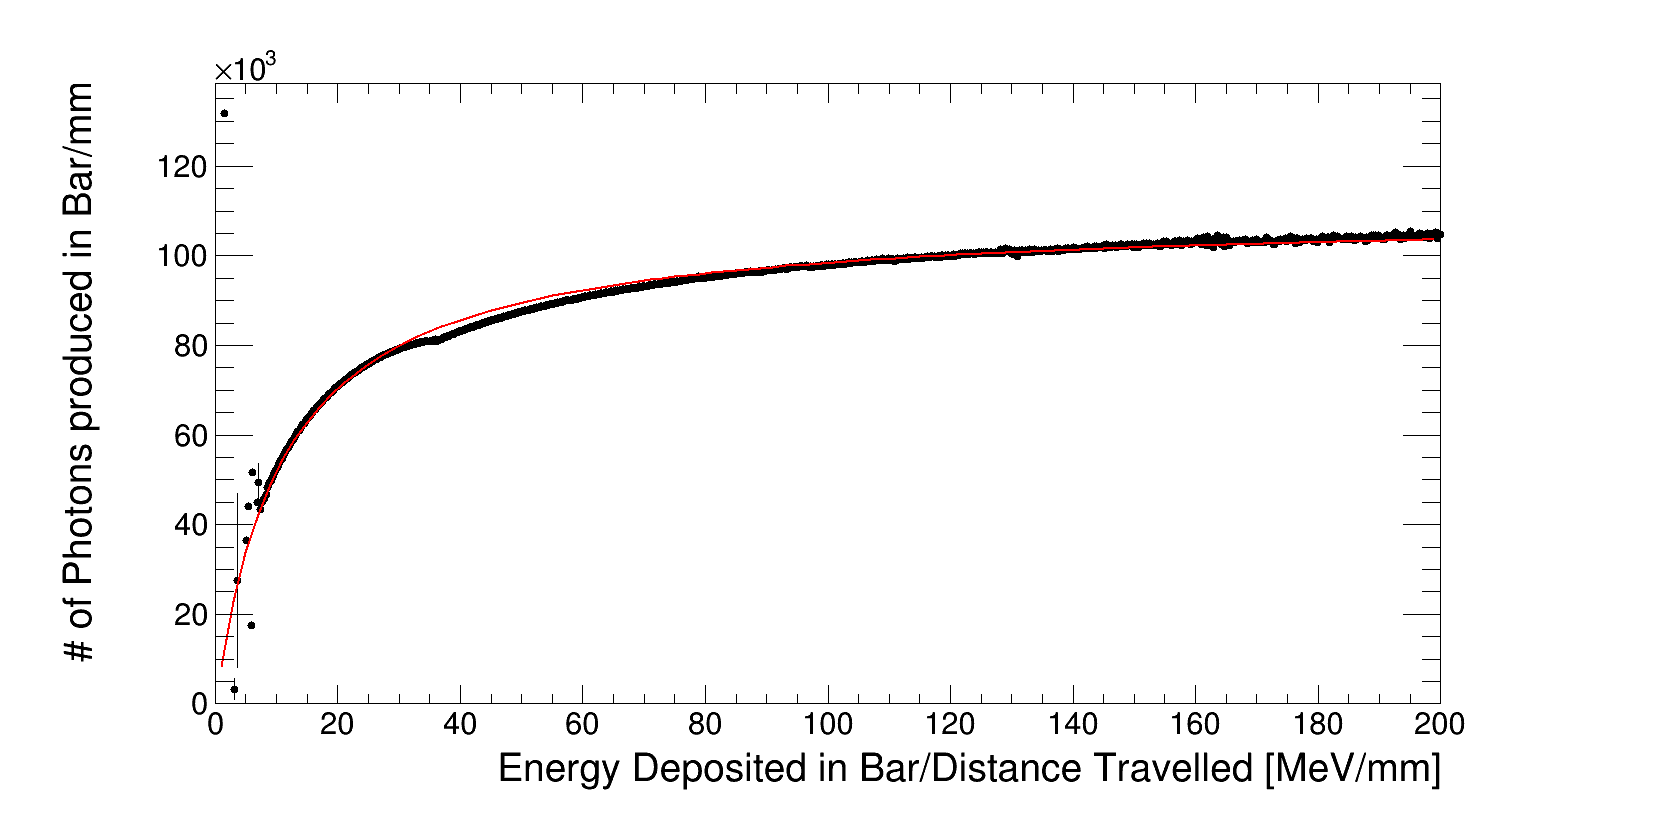 ×10³
# of Photons produced in Bar/mm
120
100
80
60
40
20
0
0 20 40 60 80 100 120 140 160 180 200
Energy Deposited in Bar/Distance Travelled [MeV/mm]